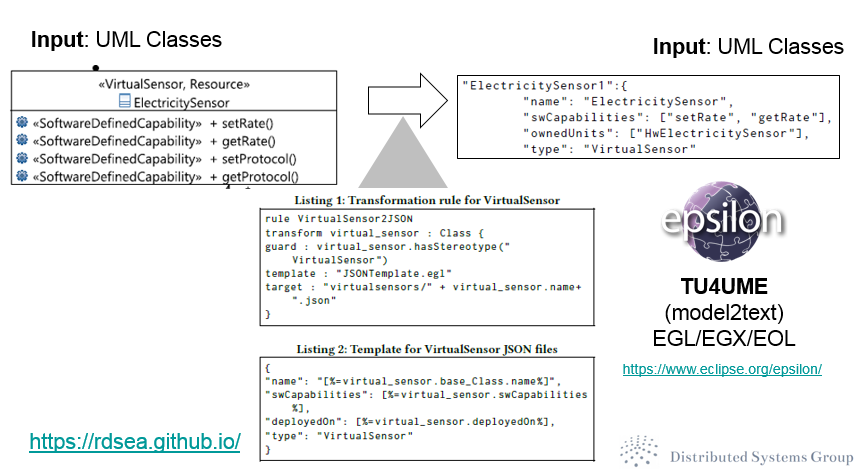 Input: UML Classes
«VirtualSensor, Resource»
ElectricitySensor
«SoftwareDefinedCapability» + setRate()
«SoftwareDefinedCapability» + getRate()
«SoftwareDefinedCapability» + setProtocol()
«SoftwareDefinedCapability» + getProtocol()
Input: UML Classes
"ElectricitySensor1":{
"name": "ElectricitySensor",
"swCapabilities": ["setRate", "getRate"],
"ownedUnits": ["HwElectricitySensor"],
"type": "VirtualSensor"
Listing 1: Transformation rule for VirtualSensor
rule VirtualSensor2JSON
transform virtual_sensor : Class {
guard : virtual_sensor.hasStereotype("
VirtualSensor")
template : "JSONTemplate.egl"
target : "virtualsensors/" + virtual_sensor.name+
".json"
}
Listing 2: Template for VirtualSensor JSON files
{
"name": "[%=virtual_sensor.base_Class.name%]",
"swCapabilities": [%=virtual_sensor.swCapabilities
%],
"deployedOn": [%=virtual_sensor.deployedOn%],
"type": "VirtualSensor"
}
epsilon
TU4UME
(model2text)
EGL/EGX/EOL
https://www.eclipse.org/epsilon/
https://rdsea.github.io/
Distributed Systems Group